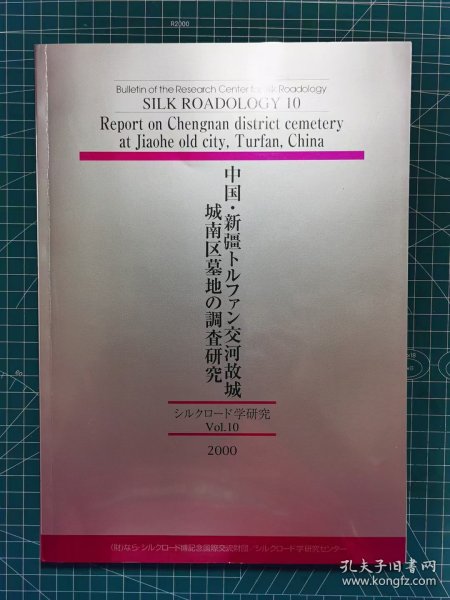 Bulletin of the Research Center for Silk Roadology
SILK ROADOLOGY 10
Report on Chengnan district cemetery
at Jiaohe old city, Turfan, China
中国・新疆トルファン交河故城
城南区墓地の調査研究
シルクロード学研究
VoL.10
2000
(財)なら・シルクロード博記念国際交流財団/シルクロード学研究センター
R2000
孔夫子旧书网
www.kongfz.com